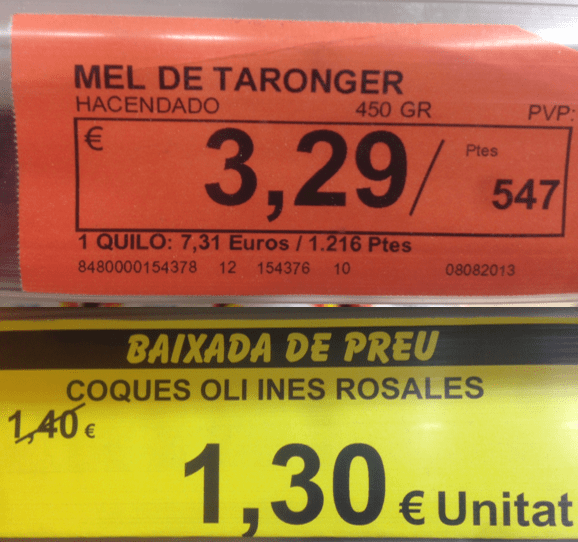 MEL DE TARONGER
HACENDADO 450 GR PVP:
€ 3,29/ Ptes 547
1 QUILO: 7,31 Euros / 1.216 Ptes
8480000154378 12 154376 10 08082013
BAIXADA DE PREU
COQUES OLI INES ROSALES
1,40 €
1,30 € Unitat